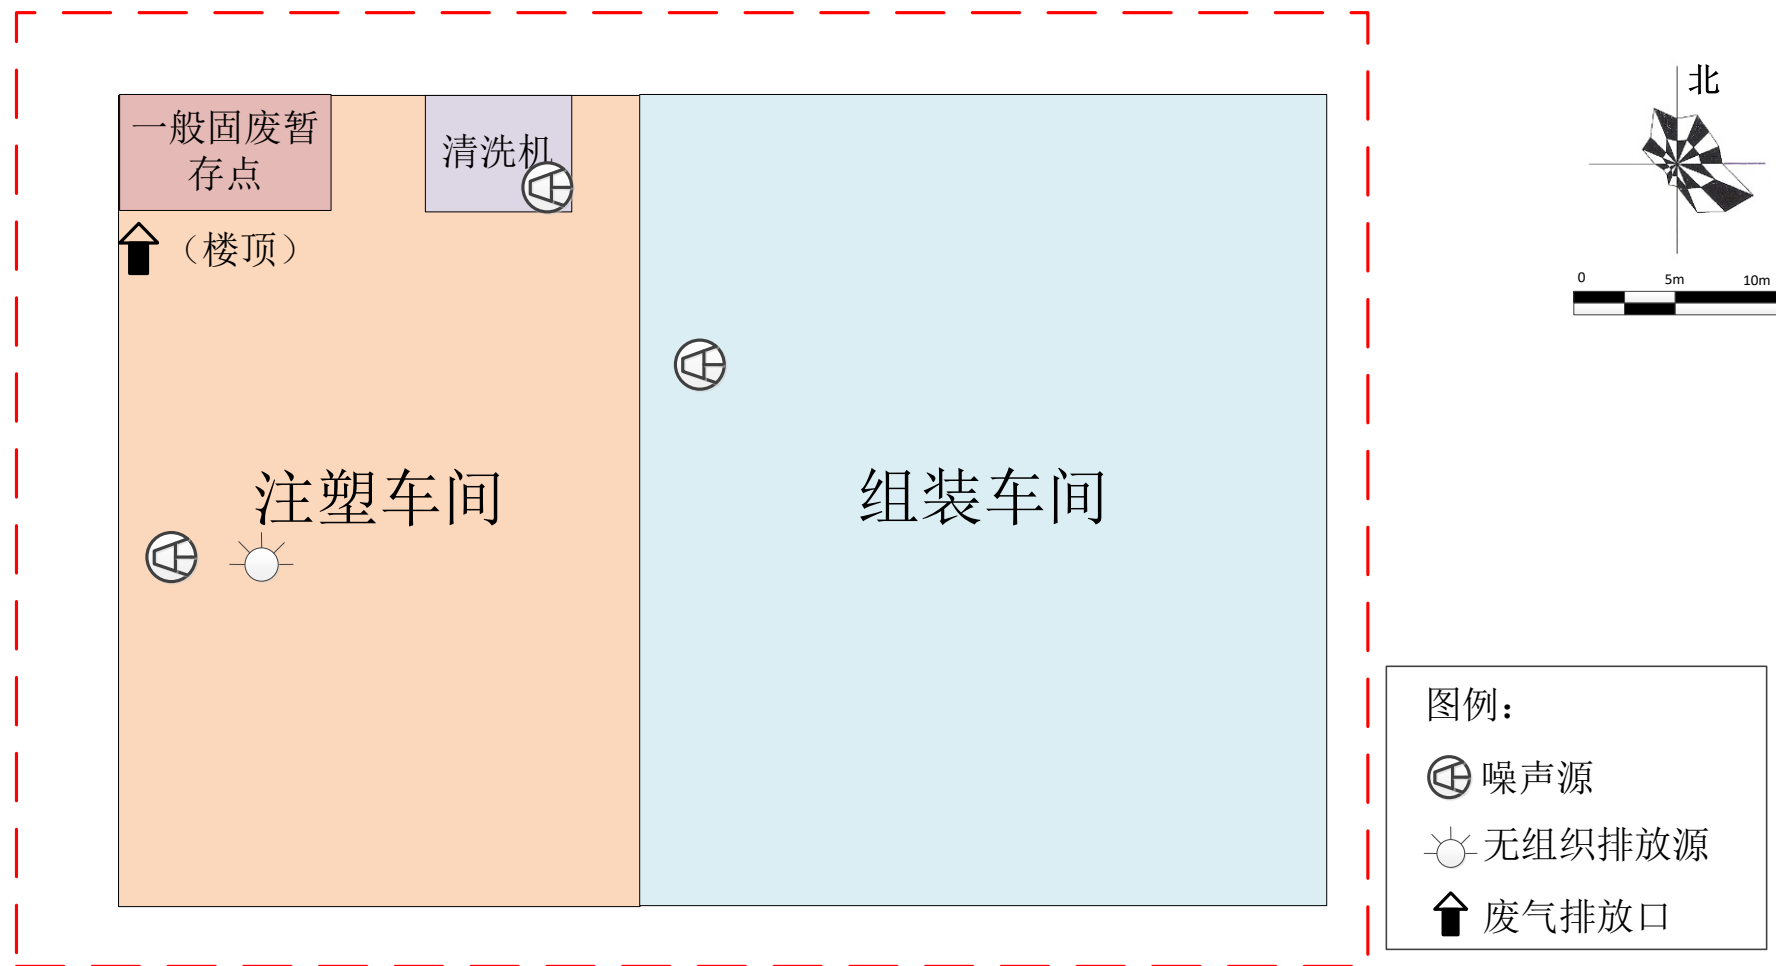 北
一般固废暂
存点
清洗机
（楼顶）
0 5m 10m
注塑车间
组装车间
图例：
噪声源
无组织排放源
废气排放口